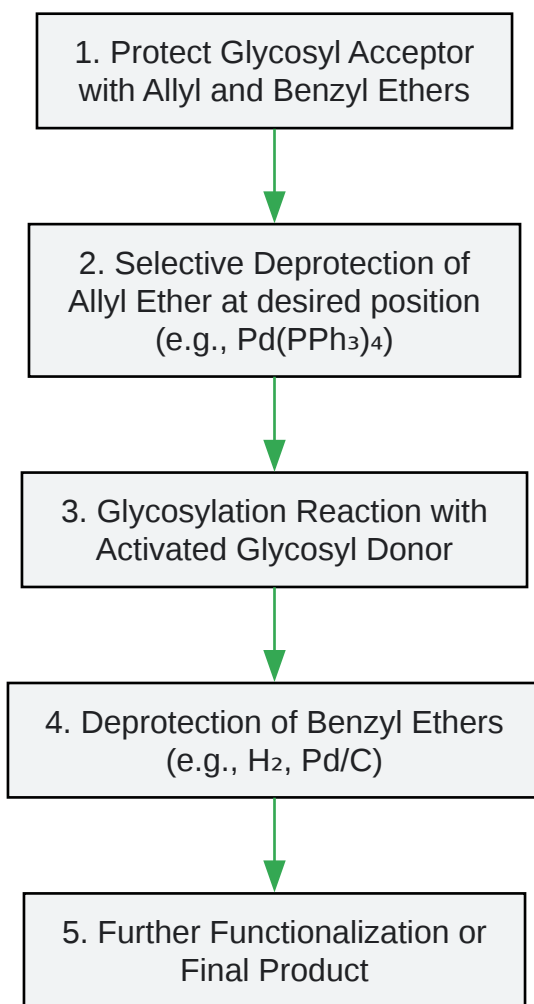 1. Protect Glycosyl Acceptor
with Allyl and Benzyl Ethers
2. Selective Deprotection of
Allyl Ether at desired position
(e.g., Pd(PPh₃)₄)
3. Glycosylation Reaction with
Activated Glycosyl Donor
4. Deprotection of Benzyl Ethers
(e.g., H₂, Pd/C)
5. Further Functionalization or
Final Product